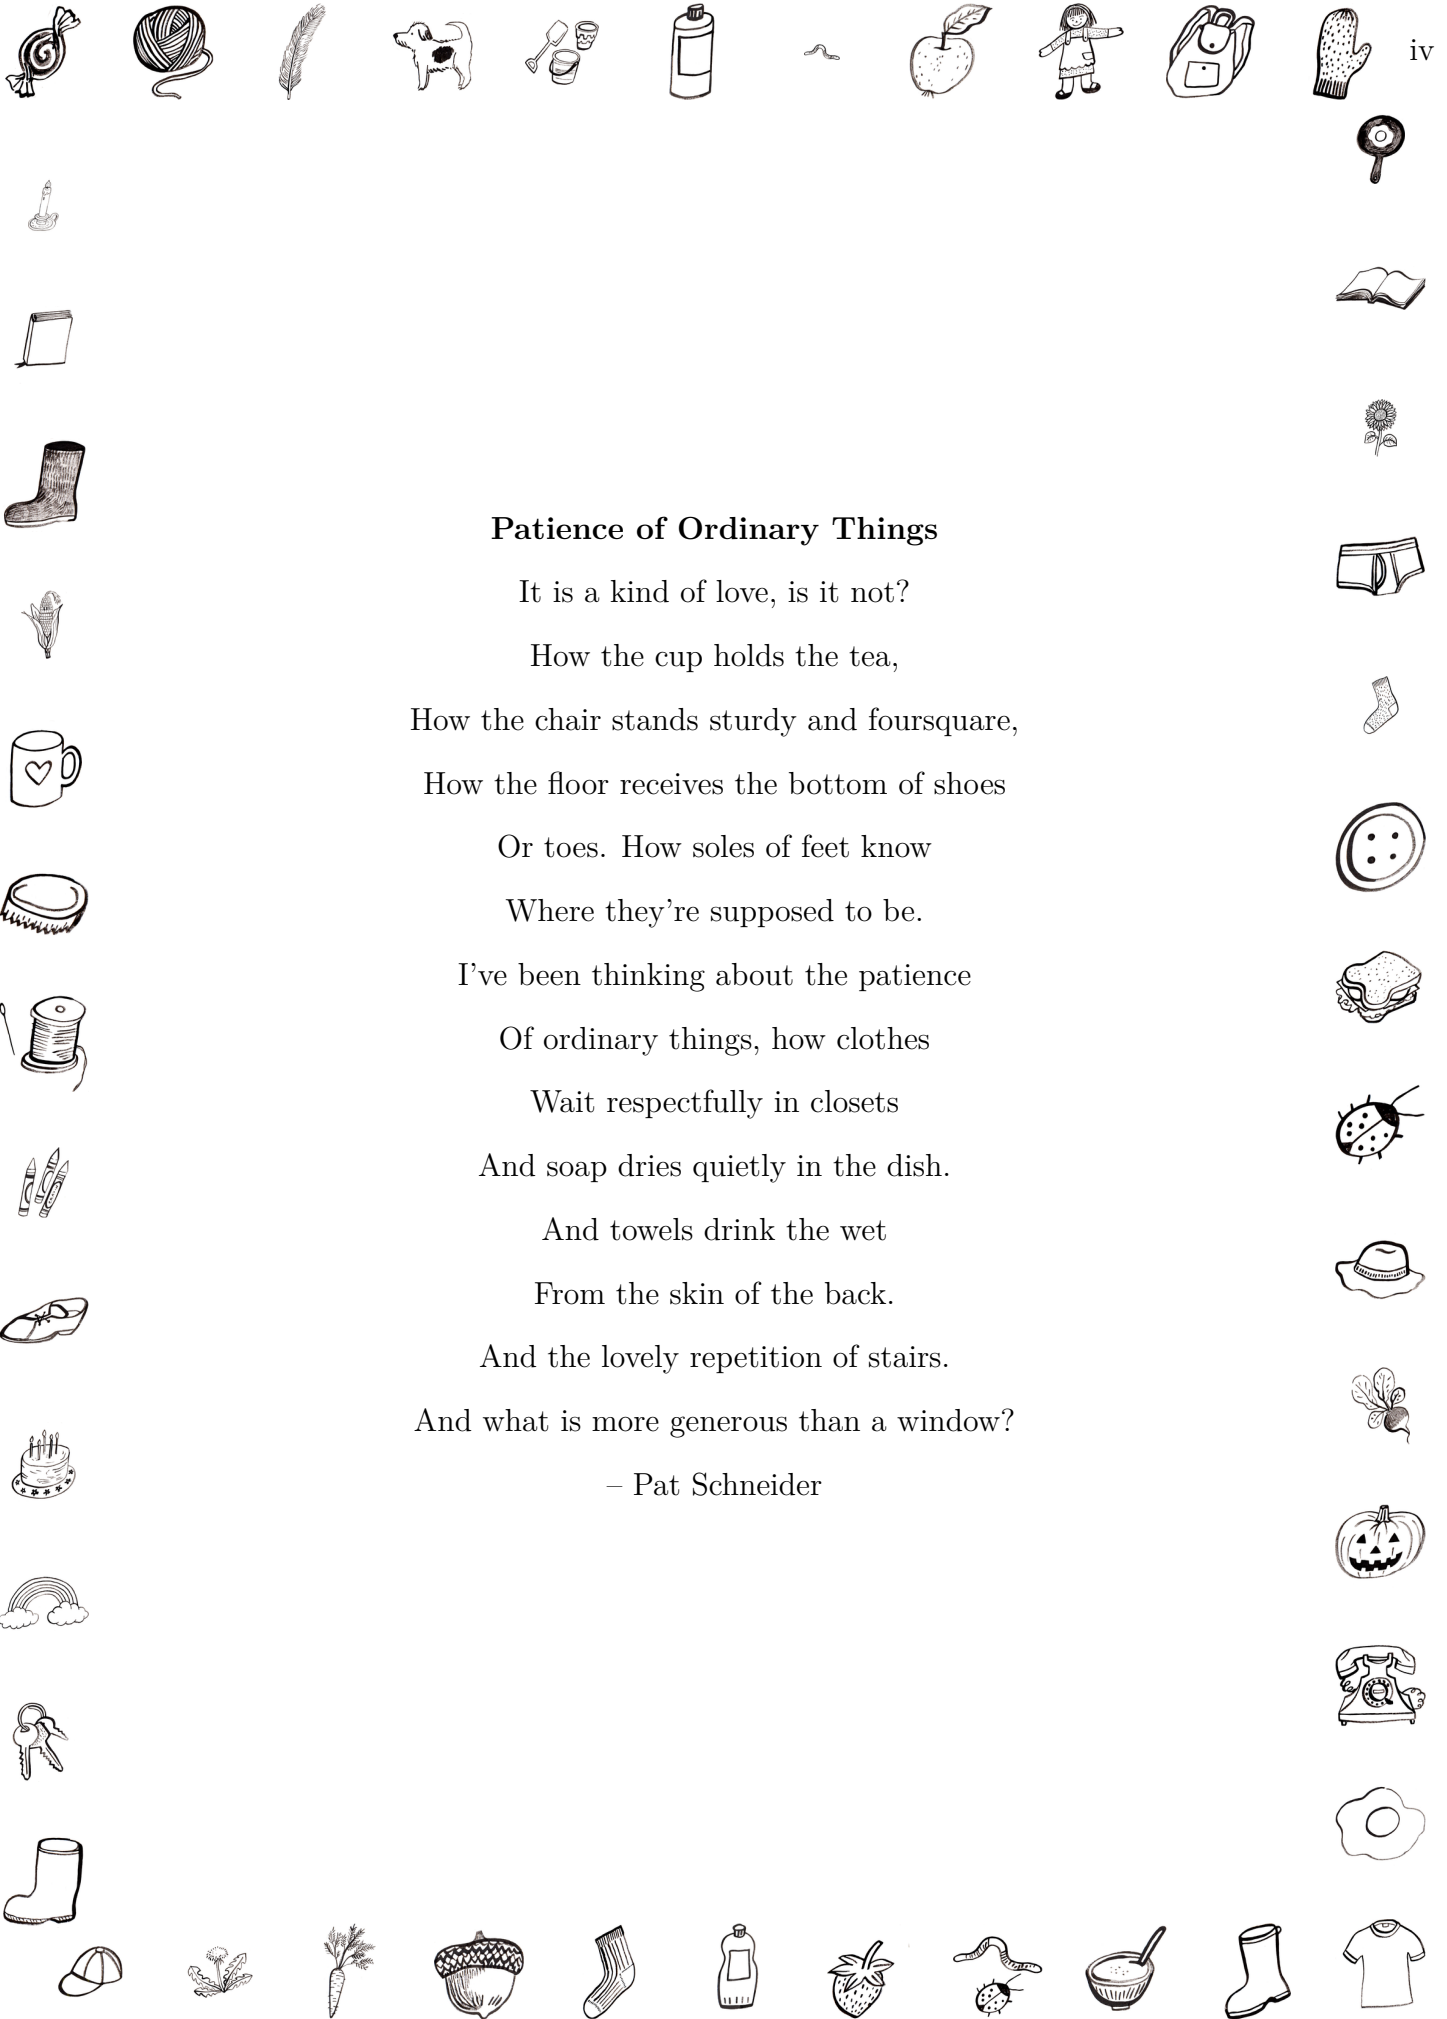 iv
Patience of Ordinary Things
It is a kind of love, is it not?
How the cup holds the tea,
How the chair stands sturdy and foursquare,
How the floor receives the bottom of shoes
Or toes. How soles of feet know
Where they're supposed to be.
I've been thinking about the patience
Of ordinary things, how clothes
Wait respectfully in closets
And soap dries quietly in the dish.
And towels drink the wet
From the skin of the back.
And the lovely repetition of stairs.
And what is more generous than a window?
– Pat Schneider